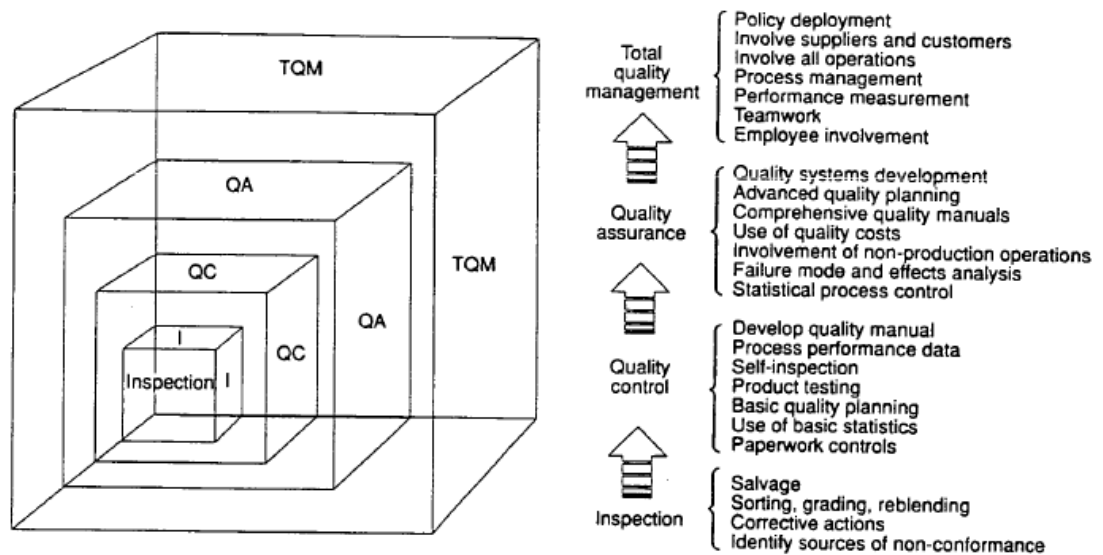 TQM
QA
TQM
QC
QA
I
QC
Inspection
I
Total
quality
management
Policy deployment
Involve suppliers and customers
Involve all operations
Process management
Performance measurement
Teamwork
Employee involvement
Quality
assurance
Quality systems development
Advanced quality planning
Comprehensive quality manuals
Use of quality costs
Involvement of non-production operations
Failure mode and effects analysis
Statistical process control
Quality
control
Develop quality manual
Process performance data
Self-inspection
Product testing
Basic quality planning
Use of basic statistics
Paperwork controls
Inspection
Salvage
Sorting, grading, reblending
Corrective actions
Identify sources of non-conformance